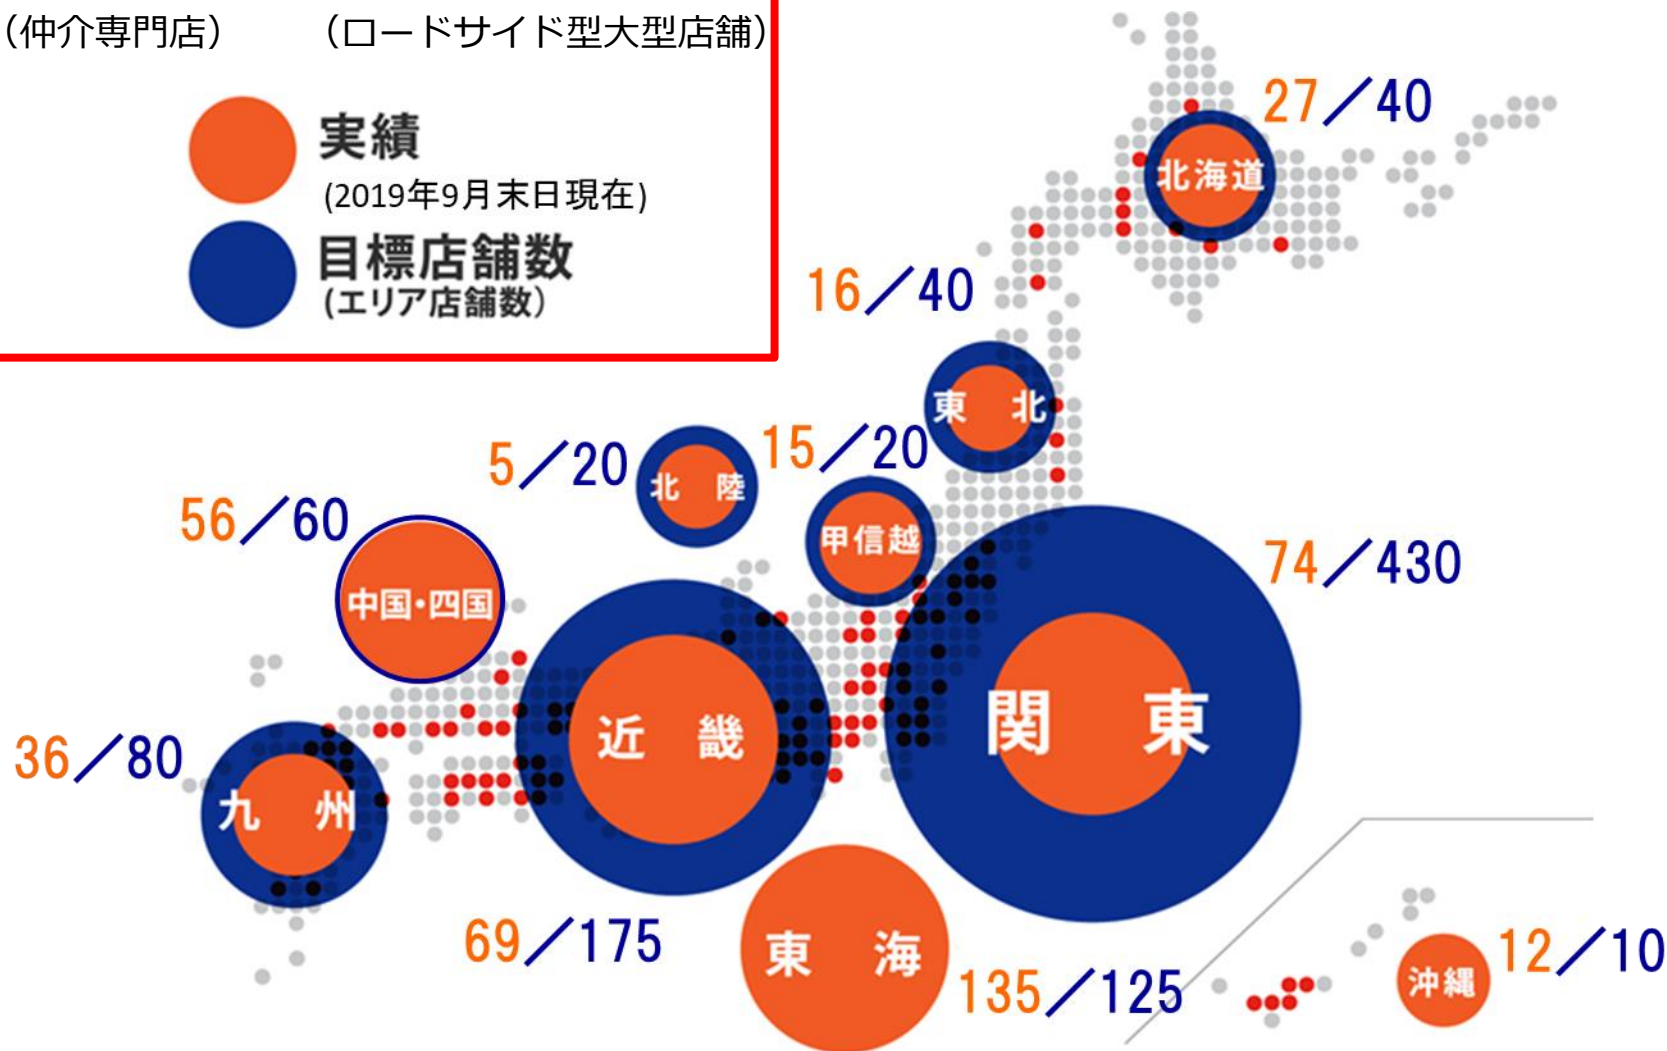 （仲介専門店）　（ロードサイド型大型店舗）
実績
(2019年9月末日現在)
目標店舗数
(エリア店舗数)
27／40
北海道
16／40
東　北
15／20
甲信越
5／20
北　陸
56／60
中国・四国
74／430
関　東
近　畿
69／175
36／80
九　州
東　海
135／125
沖縄
12／10